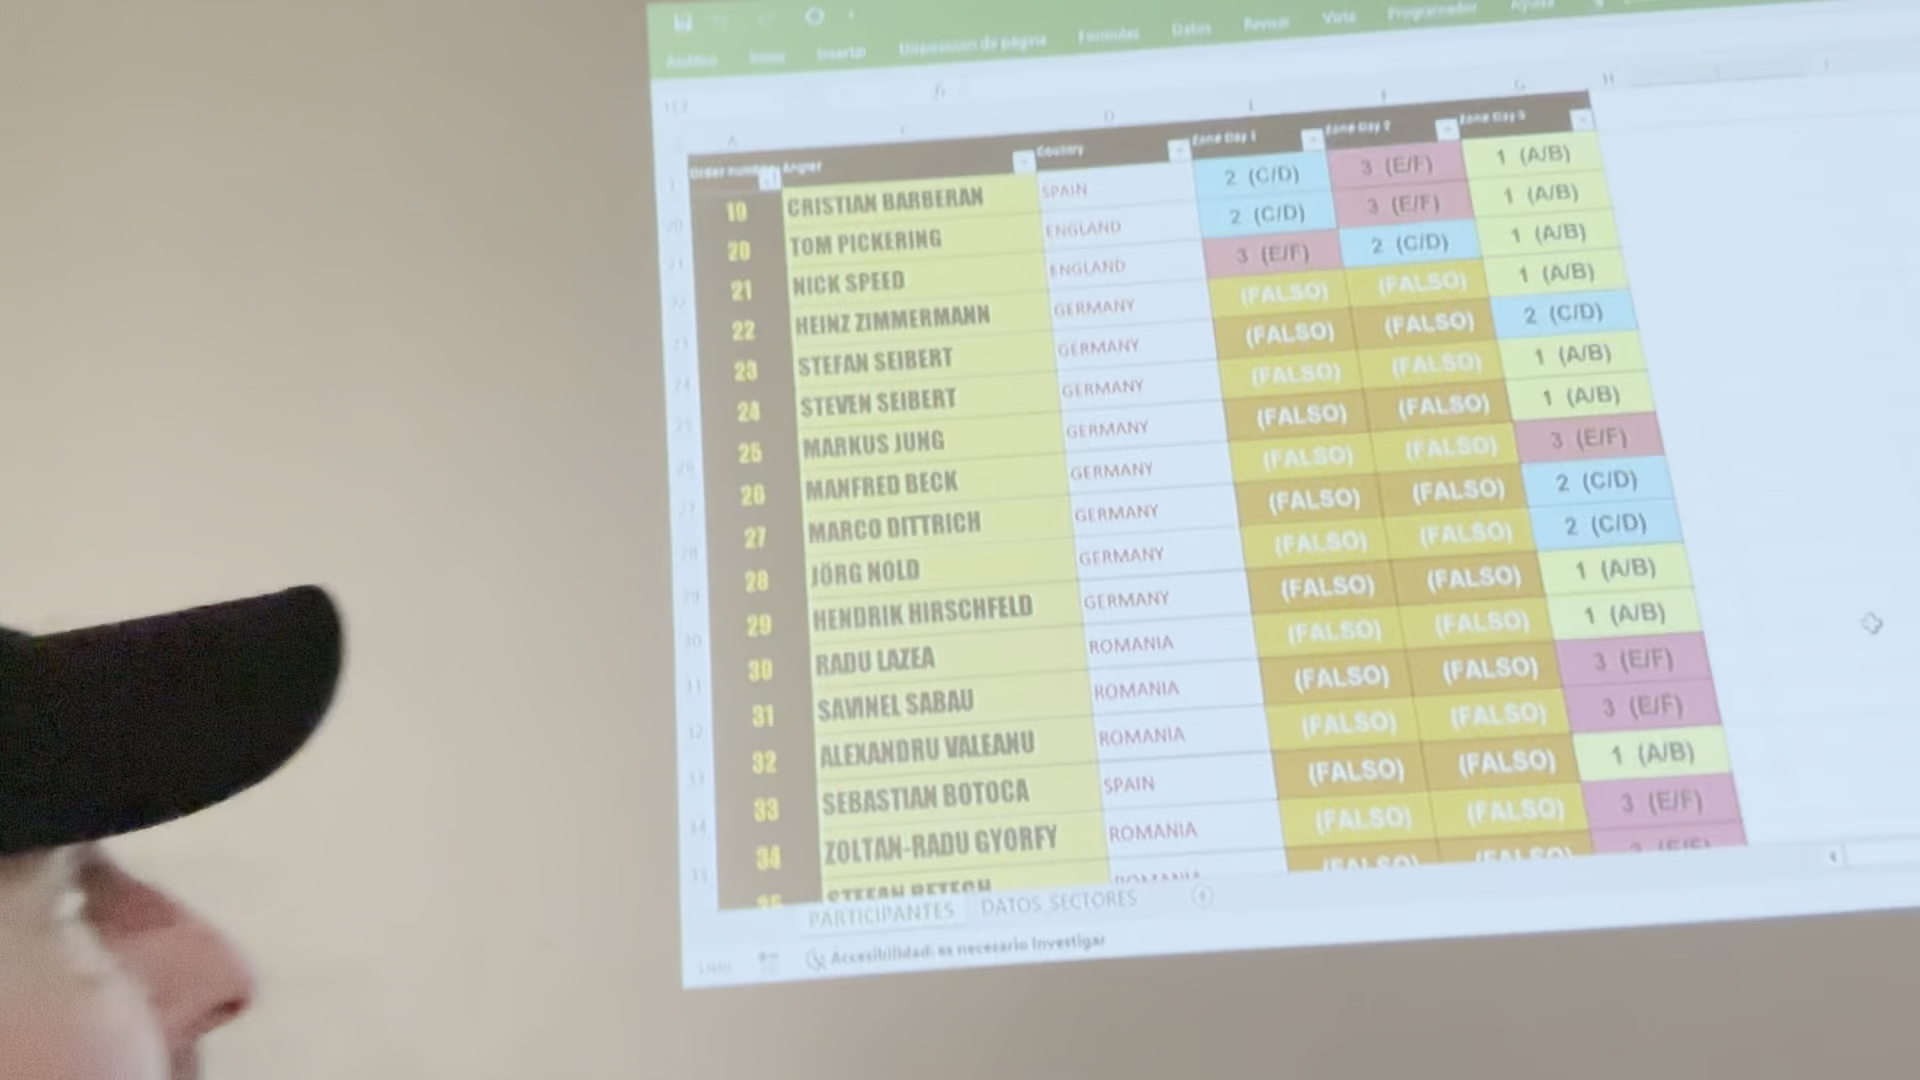 Archivo Inicio Insertar Disposición de página Fórmulas Datos Revisar Vista Programador Ayuda
Angler Country Zone Day 1 Zone Day 2 Zone Day 3
19 CRISTIAN BARBERAN SPAIN 2 (C/D) 3 (E/F) 1 (A/B)
20 TOM PICKERING ENGLAND 2 (C/D) 3 (E/F) 1 (A/B)
21 NICK SPEED ENGLAND 3 (E/F) 2 (C/D) 1 (A/B)
22 HEINZ ZIMMERMANN GERMANY (FALSO) (FALSO) 1 (A/B)
23 STEFAN SEIBERT GERMANY (FALSO) (FALSO) 2 (C/D)
24 STEVEN SEIBERT GERMANY (FALSO) (FALSO) 1 (A/B)
25 MARKUS JUNG GERMANY (FALSO) (FALSO) 1 (A/B)
26 MANFRED BECK GERMANY (FALSO) (FALSO) 3 (E/F)
27 MARCO DITTRICH GERMANY (FALSO) (FALSO) 2 (C/D)
28 JÖRG NOLD GERMANY (FALSO) (FALSO) 2 (C/D)
29 HENDRIK HIRSCHFELD GERMANY (FALSO) (FALSO) 1 (A/B)
30 RADU LAZEA ROMANIA (FALSO) (FALSO) 1 (A/B)
31 SAVINEL SABAU ROMANIA (FALSO) (FALSO) 3 (E/F)
32 ALEXANDRU VALEANU ROMANIA (FALSO) (FALSO) 3 (E/F)
33 SEBASTIAN BOTOCA SPAIN (FALSO) (FALSO) 1 (A/B)
34 ZOLTAN-RADU GYORFY ROMANIA (FALSO) (FALSO) 3 (E/F)
35 STEFAN ROMANIA (FALSO) (FALSO) 3 (E/F)
PARTICIPANTES DATOS SECTORES
Listo Accesibilidad: es necesario investigar